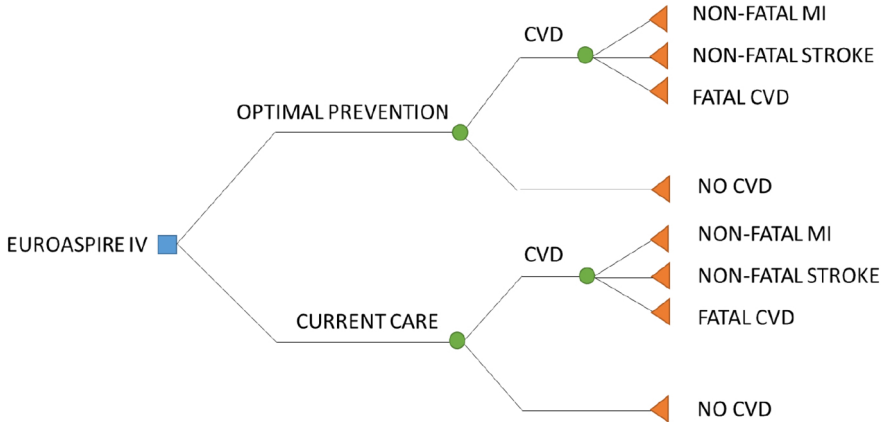 CVD
NON-FATAL MI
NON-FATAL STROKE
FATAL CVD
OPTIMAL PREVENTION
NO CVD
EUROASPIRE IV
CVD
NON-FATAL MI
NON-FATAL STROKE
FATAL CVD
CURRENT CARE
NO CVD